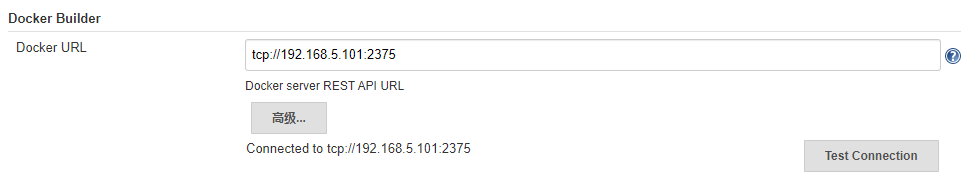 Docker Builder
Docker URL
tcp://192.168.5.101:2375
Docker server REST API URL
高级...
Connected to tcp://192.168.5.101:2375
Test Connection